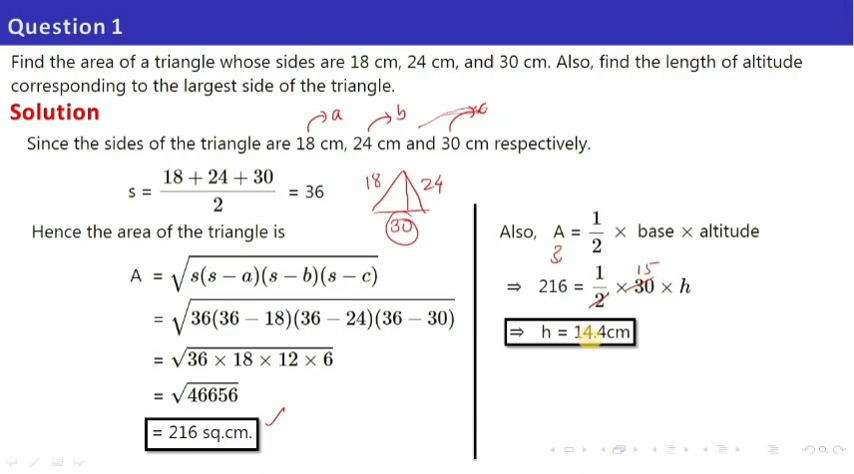 Question 1
Find the area of a triangle whose sides are 18 cm, 24 cm, and 30 cm. Also, find the length of altitude
corresponding to the largest side of the triangle.
Solution
a b
Since the sides of the triangle are 18 cm, 24 cm and 30 cm respectively.
s = (18 + 24 + 30)/2 = 36
18 24
30
Hence the area of the triangle is
A = √(s(s − a)(s − b)(s − c))
= √(36(36 − 18)(36 − 24)(36 − 30))
= √(36 × 18 × 12 × 6)
= √46656
= 216 sq.cm.
Also, A = 1/2 × base × altitude
15
⇒ 216 = 1/2 × 30 × h
⇒ h = 14.4cm